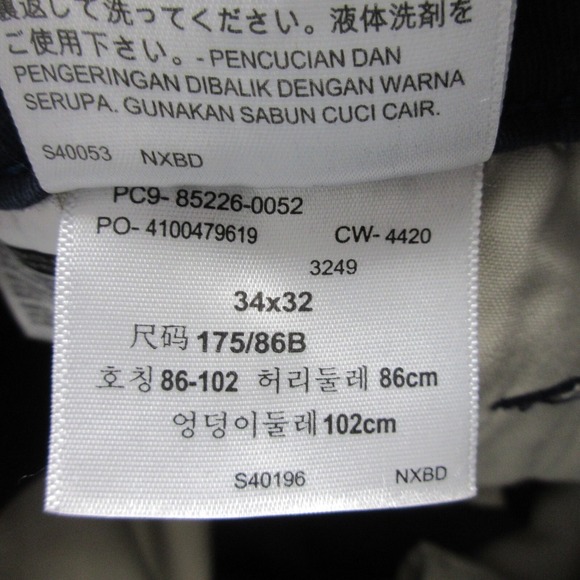 裏返して洗ってください。液体洗剤を
ご使用下さい。- PENCUCIAN DAN
PENGERINGAN DIBALIK DENGAN WARNA
SERUPA. GUNAKAN SABUN CUCI CAIR.
S40053 NXBD
PC9- 85226-0052
PO- 4100479619 CW- 4420
3249
34x32
尺码 175/86B
호칭 86-102 허리둘레 86cm
엉덩이둘레 102cm
S40196 NXBD